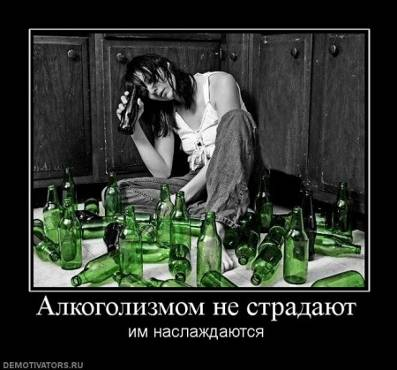 Алкоголизмом не страдают
им наслаждаются
DEMOTIVATORS.RU